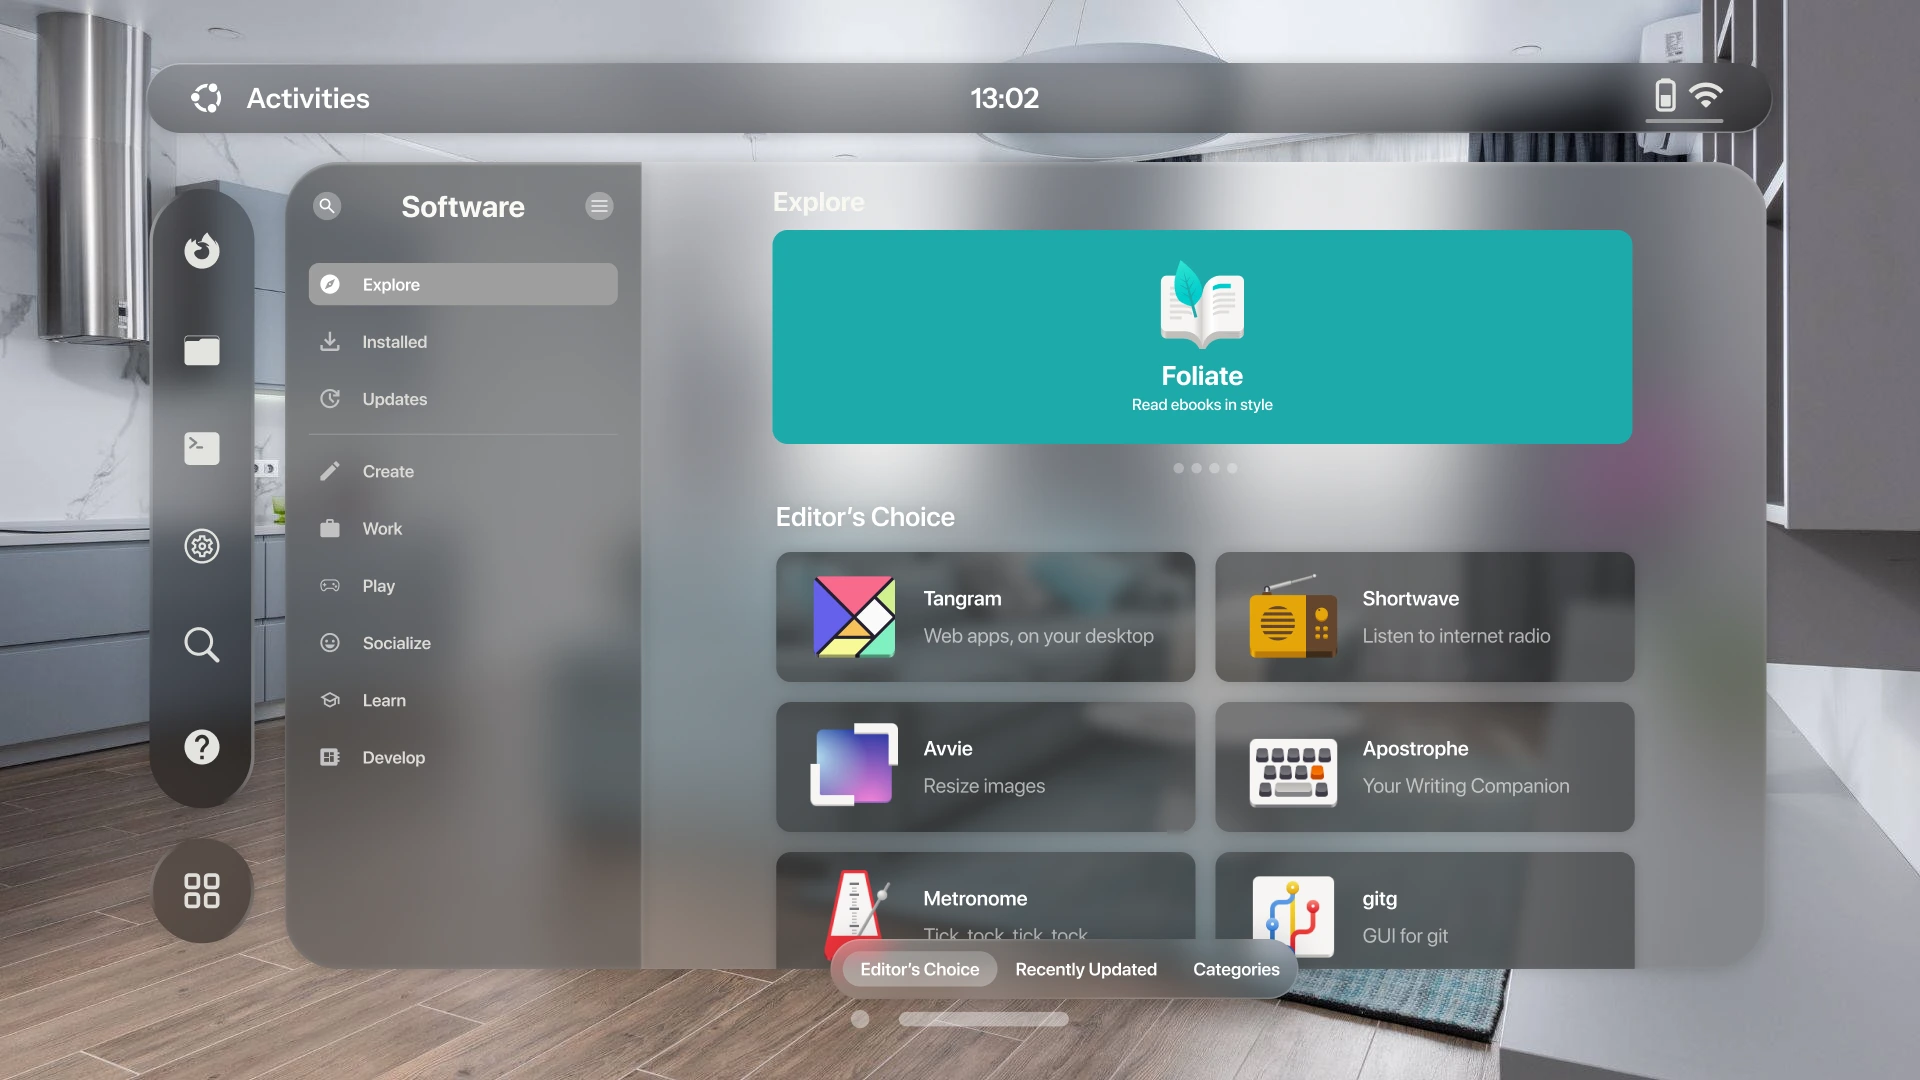 Activities
13:02
Software
Explore
Installed
Updates
Create
Work
Play
Socialize
Learn
Develop
Explore
Foliate
Read ebooks in style
Editor’s Choice
Tangram
Web apps, on your desktop
Shortwave
Listen to internet radio
Avvie
Resize images
Apostrophe
Your Writing Companion
Metronome
Tick, tock, tick, tock
gitg
GUI for git
Editor’s Choice
Recently Updated
Categories